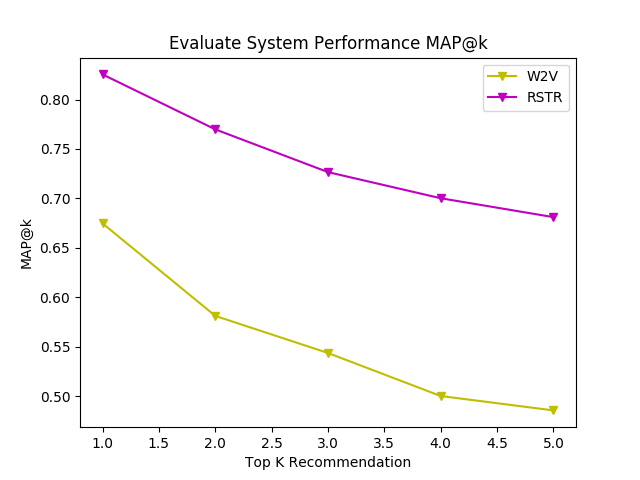 Evaluate System Performance MAP@k
W2V
RSTR
MAP@k
0.80
0.75
0.70
0.65
0.60
0.55
0.50
1.0 1.5 2.0 2.5 3.0 3.5 4.0 4.5 5.0
Top K Recommendation